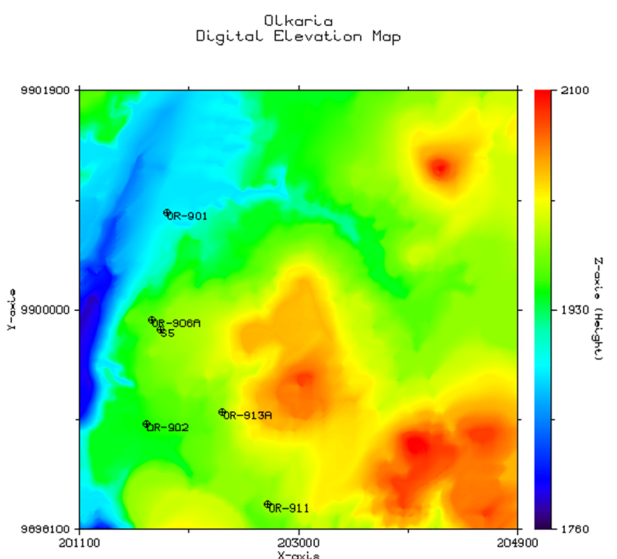 Olkaria
Digital Elevation Map
9901900
2100
OR-901
Y-axis
9900000
OR-906A
S5
1930
Z-axis (Height)
OR-913A
OR-902
OR-911
9898100
1760
201100
203000
204900
X-axis